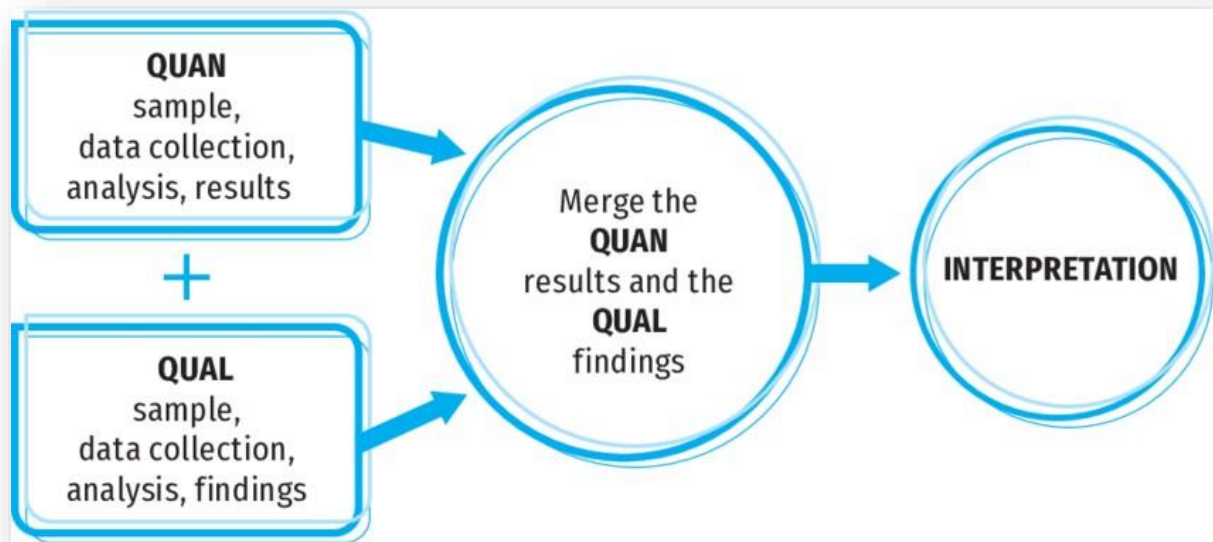 QUAN
sample,
data collection,
analysis, results
+
QUAL
sample,
data collection,
analysis, findings
Merge the
QUAN
results and the
QUAL
findings
INTERPRETATION